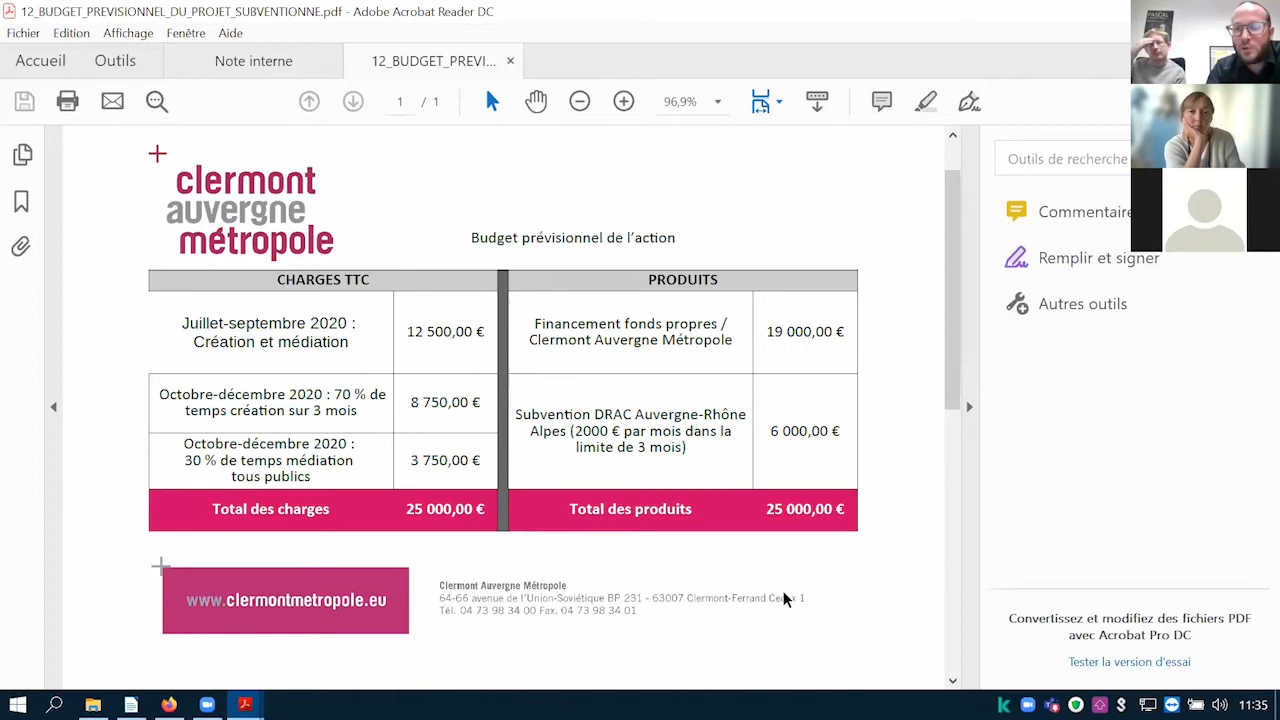 12_BUDGET_PREVISIONNEL_DU_PROJET_SUBVENTIONNE.pdf - Adobe Acrobat Reader DC
Fichier Edition Affichage Fenêtre Aide
Accueil Outils Note interne 12_BUDGET_PREVI... ×
1 / 1 96,9%
PASCAL
Outils de recherche
Commentaire
Remplir et signer
Autres outils
clermont
auvergne
métropole
Budget prévisionnel de l'action
CHARGES TTC PRODUITS
Juillet-septembre 2020 :
Création et médiation
12 500,00 €
Financement fonds propres /
Clermont Auvergne Métropole
19 000,00 €
Octobre-décembre 2020 : 70 % de
temps création sur 3 mois
8 750,00 €
Subvention DRAC Auvergne-Rhône
Alpes (2000 € par mois dans la
limite de 3 mois)
6 000,00 €
Octobre-décembre 2020 :
30 % de temps médiation
tous publics
3 750,00 €
Total des charges 25 000,00 € Total des produits 25 000,00 €
www.clermontmetropole.eu
Clermont Auvergne Métropole
64-66 avenue de l'Union-Soviétique BP 231 - 63007 Clermont-Ferrand Cedex 1
Tél. 04 73 98 34 00 Fax. 04 73 98 34 01
Convertissez et modifiez des fichiers PDF
avec Acrobat Pro DC
Tester la version d'essai
11:35